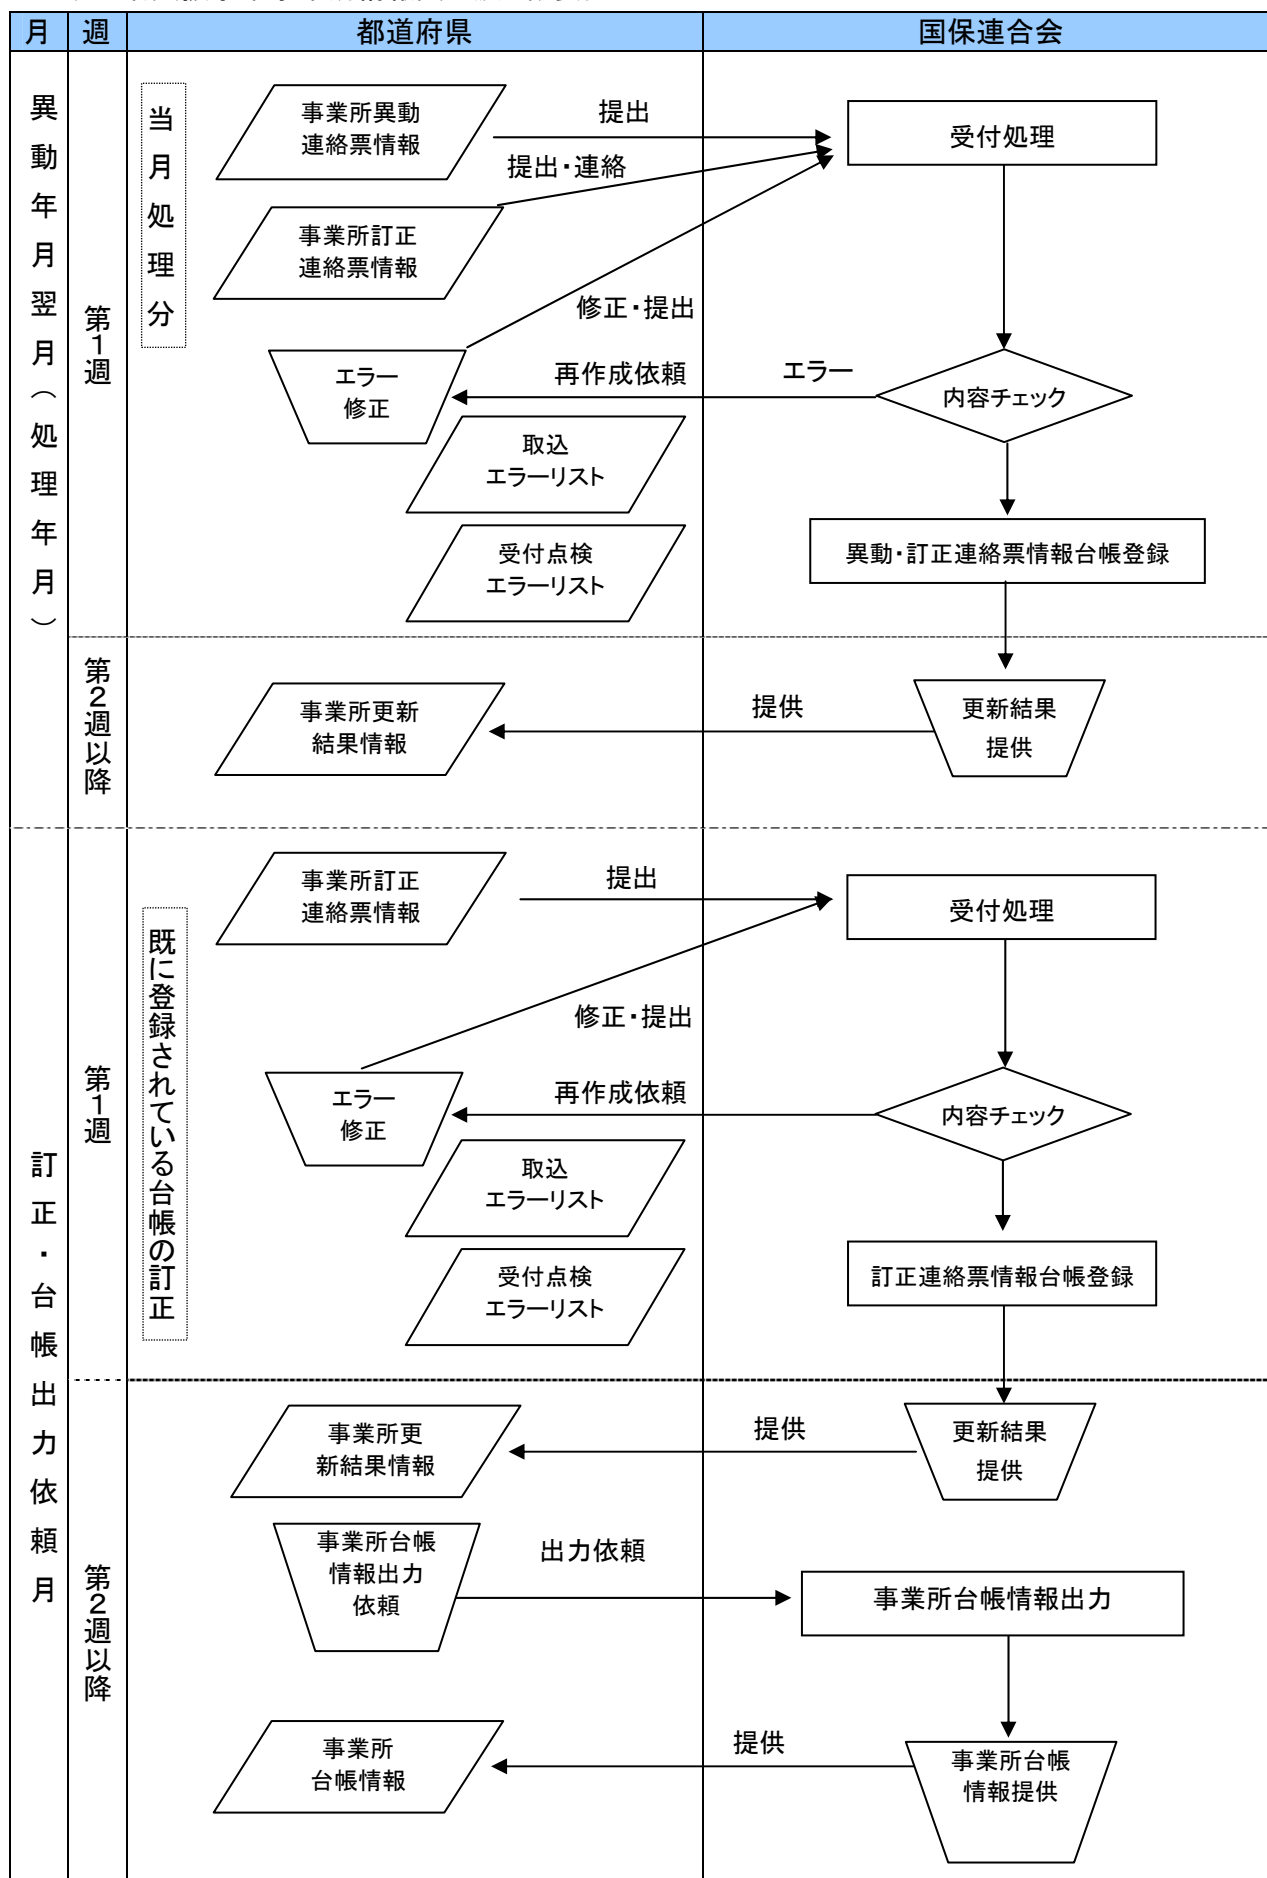 月
週
都道府県
国保連合会
異動年月翌月（処理年月）
第1週
当月処理分
事業所異動
連絡票情報
提出
受付処理
提出・連絡
事業所訂正
連絡票情報
修正・提出
エラー
修正
再作成依頼
エラー
内容チェック
取込
エラーリスト
受付点検
エラーリスト
異動・訂正連絡票情報台帳登録
第2週以降
事業所更新
結果情報
提供
更新結果
提供
訂正・台帳出力依頼月
第1週
既に登録されている台帳の訂正
事業所訂正
連絡票情報
提出
受付処理
修正・提出
エラー
修正
再作成依頼
内容チェック
取込
エラーリスト
受付点検
エラーリスト
訂正連絡票情報台帳登録
第2週以降
事業所更
新結果情報
提供
更新結果
提供
事業所台帳
情報出力
依頼
出力依頼
事業所台帳情報出力
事業所
台帳情報
提供
事業所台帳
情報提供